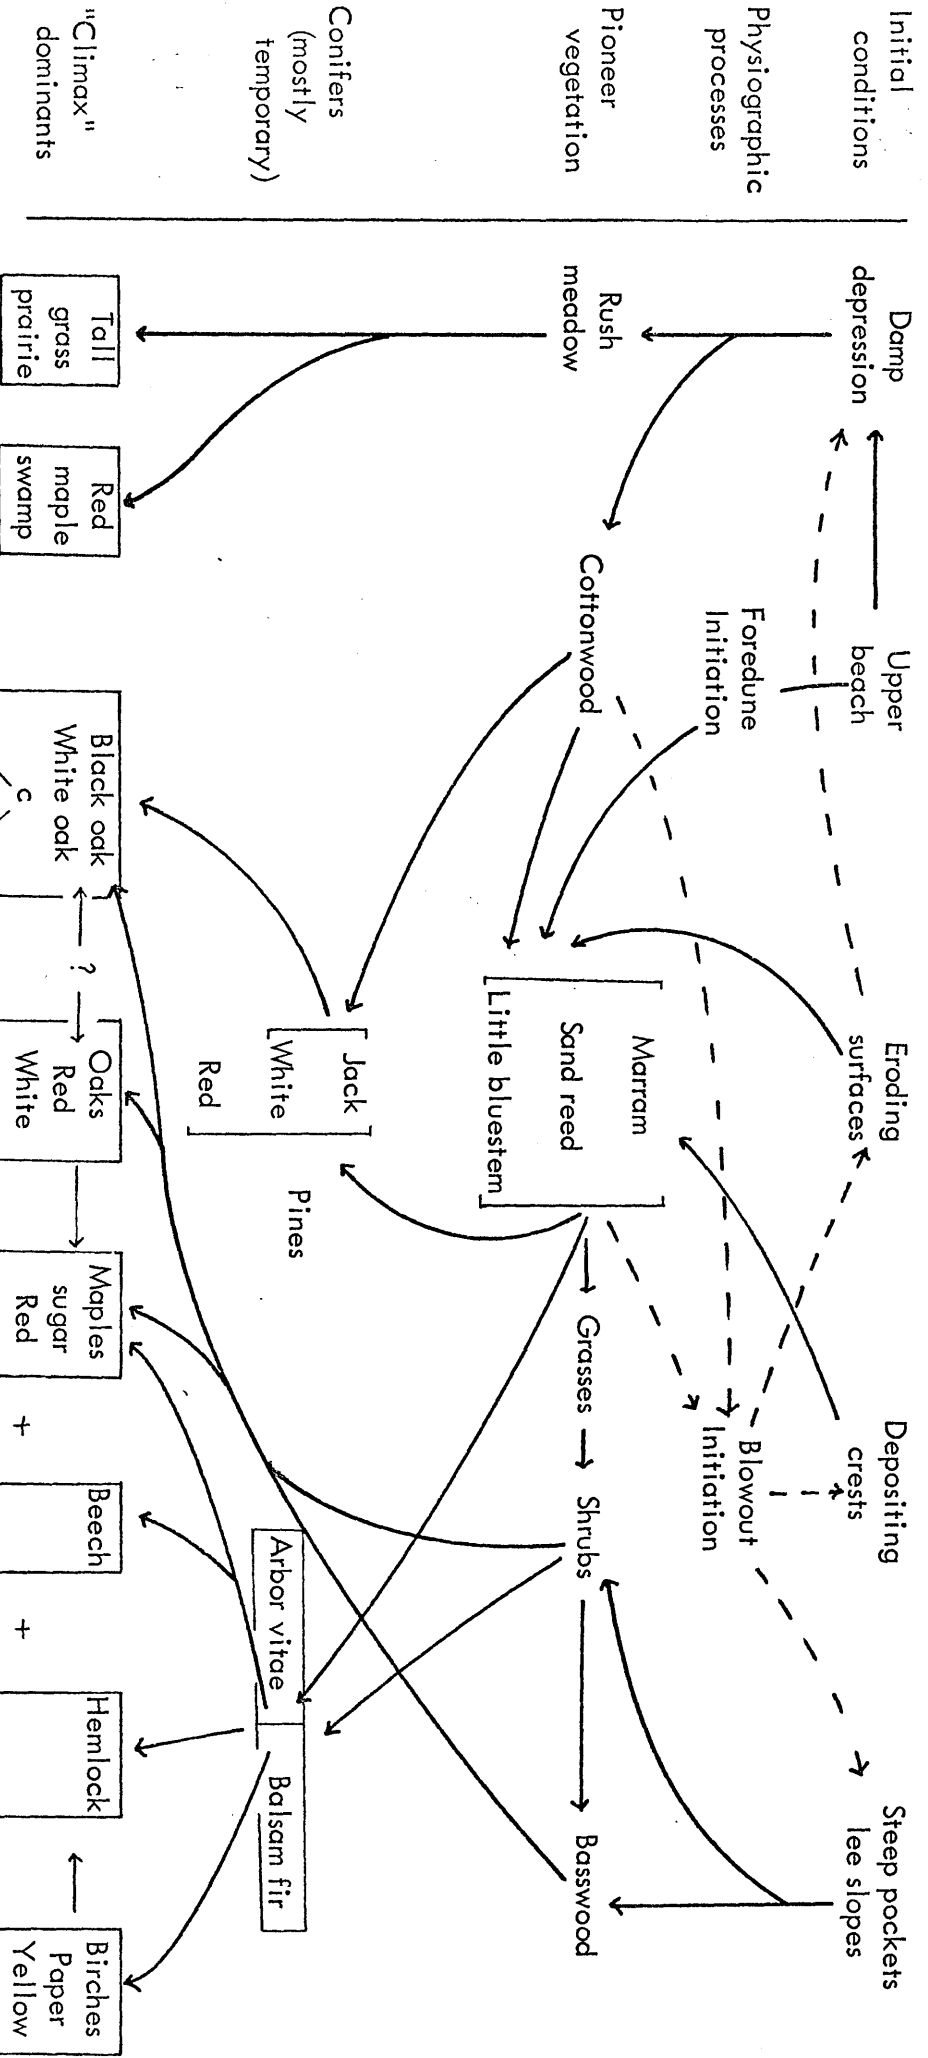 Initial
conditions
Physiographic
processes
Pioneer
vegetation
Conifers
(mostly
temporary)
"Climax"
dominants
Damp
depression
Upper
beach
Eroding
surfaces
Depositing
crests
Steep pockets
lee slopes
Foredune
Initiation
Blowout
Initiation
Rush
meadow
Cottonwood
Marram
Sand reed
Little bluestem
Grasses
Shrubs
Basswood
Jack
White
Red
Pines
Arbor vitae
Balsam fir
Tall
grass
prairie
Red
maple
swamp
Black oak
White oak
c
?
Oaks
Red
White
Maples
sugar
Red
+
Beech
+
Hemlock
Birches
Paper
Yellow